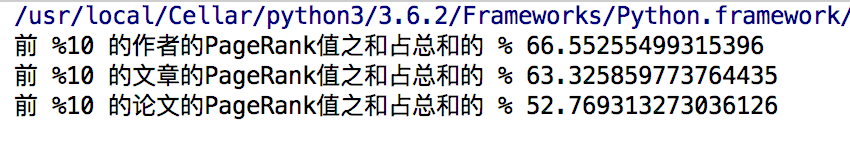 /usr/local/Cellar/python3/3.6.2/Frameworks/Python.framework/
前 %10 的作者的PageRank值之和占总和的 % 66.55255499315396
前 %10 的文章的PageRank值之和占总和的 % 63.325859773764435
前 %10 的论文的PageRank值之和占总和的 % 52.769313273036126